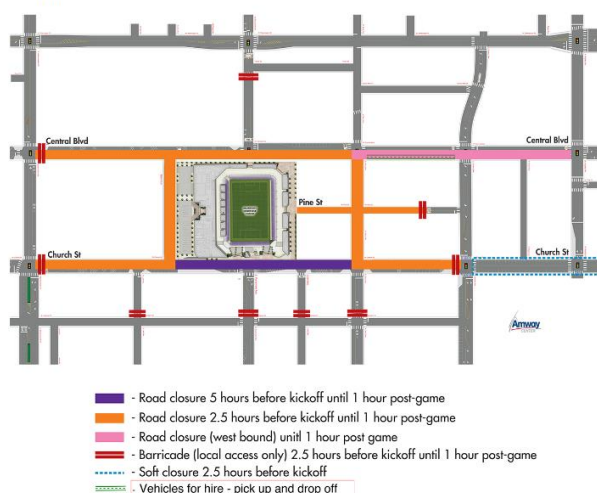 Central Blvd
Central Blvd
Pine St
Church St
Church St
Amway
CENTER
- Road closure 5 hours before kickoff until 1 hour post-game
- Road closure 2.5 hours before kickoff until 1 hour post-game
- Road closure (west bound) unitl 1 hour post game
- Barricade (local access only) 2.5 hours before kickoff until 1 hour post-game
- Soft closure 2.5 hours before kickoff
- Vehicles for hire - pick up and drop off